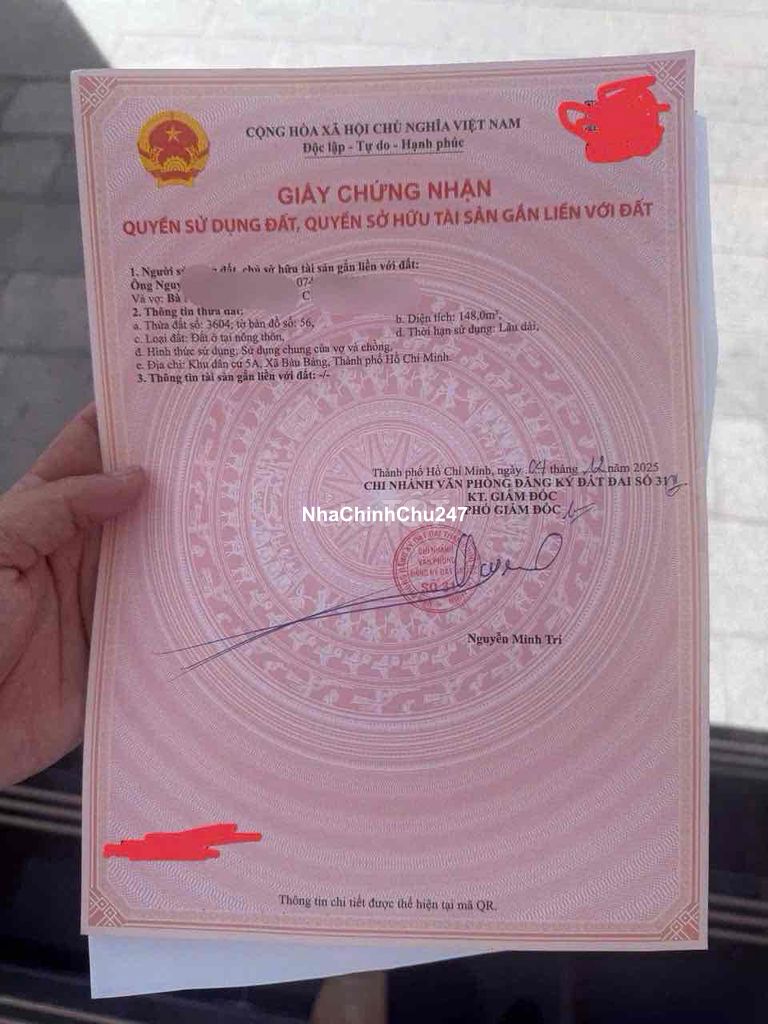 CỘNG HÒA XÃ HỘI CHỦ NGHĨA VIỆT NAM
Độc lập - Tự do - Hạnh phúc
GIẤY CHỨNG NHẬN
QUYỀN SỬ DỤNG ĐẤT, QUYỀN SỞ HỮU TÀI SẢN GẮN LIỀN VỚI ĐẤT
1. Người đất, chủ sở hữu tài sản gắn liền với đất:
Ông
Và vợ: Bà
2. Thông tin thửa đất:
a. Thửa đất số: 3604; tờ bản đồ số: 56, b. Diện tích: 148,0m²,
c. Loại đất: Đất ở tại nông thôn, d. Thời hạn sử dụng: Lâu dài,
đ. Hình thức sử dụng: Sử dụng chung của vợ và chồng,
e. Địa chỉ: Khu dân cư 5A, Xã Bàu Bàng, Thành phố Hồ Chí Minh.
3. Thông tin tài sản gắn liền với đất: -/-
Thành phố Hồ Chí Minh, ngày tháng 12 năm 2025
CHI NHÁNH VĂN PHÒNG ĐĂNG KÝ ĐẤT ĐAI SỐ 31
KT. GIÁM ĐỐC
PHÓ GIÁM ĐỐC
NhaChinhChu247
CHI NHÁNH
VĂN PHÒNG
ĐĂNG KÝ ĐẤT
Nguyễn Minh Trí
Thông tin chi tiết được thể hiện tại mã QR.